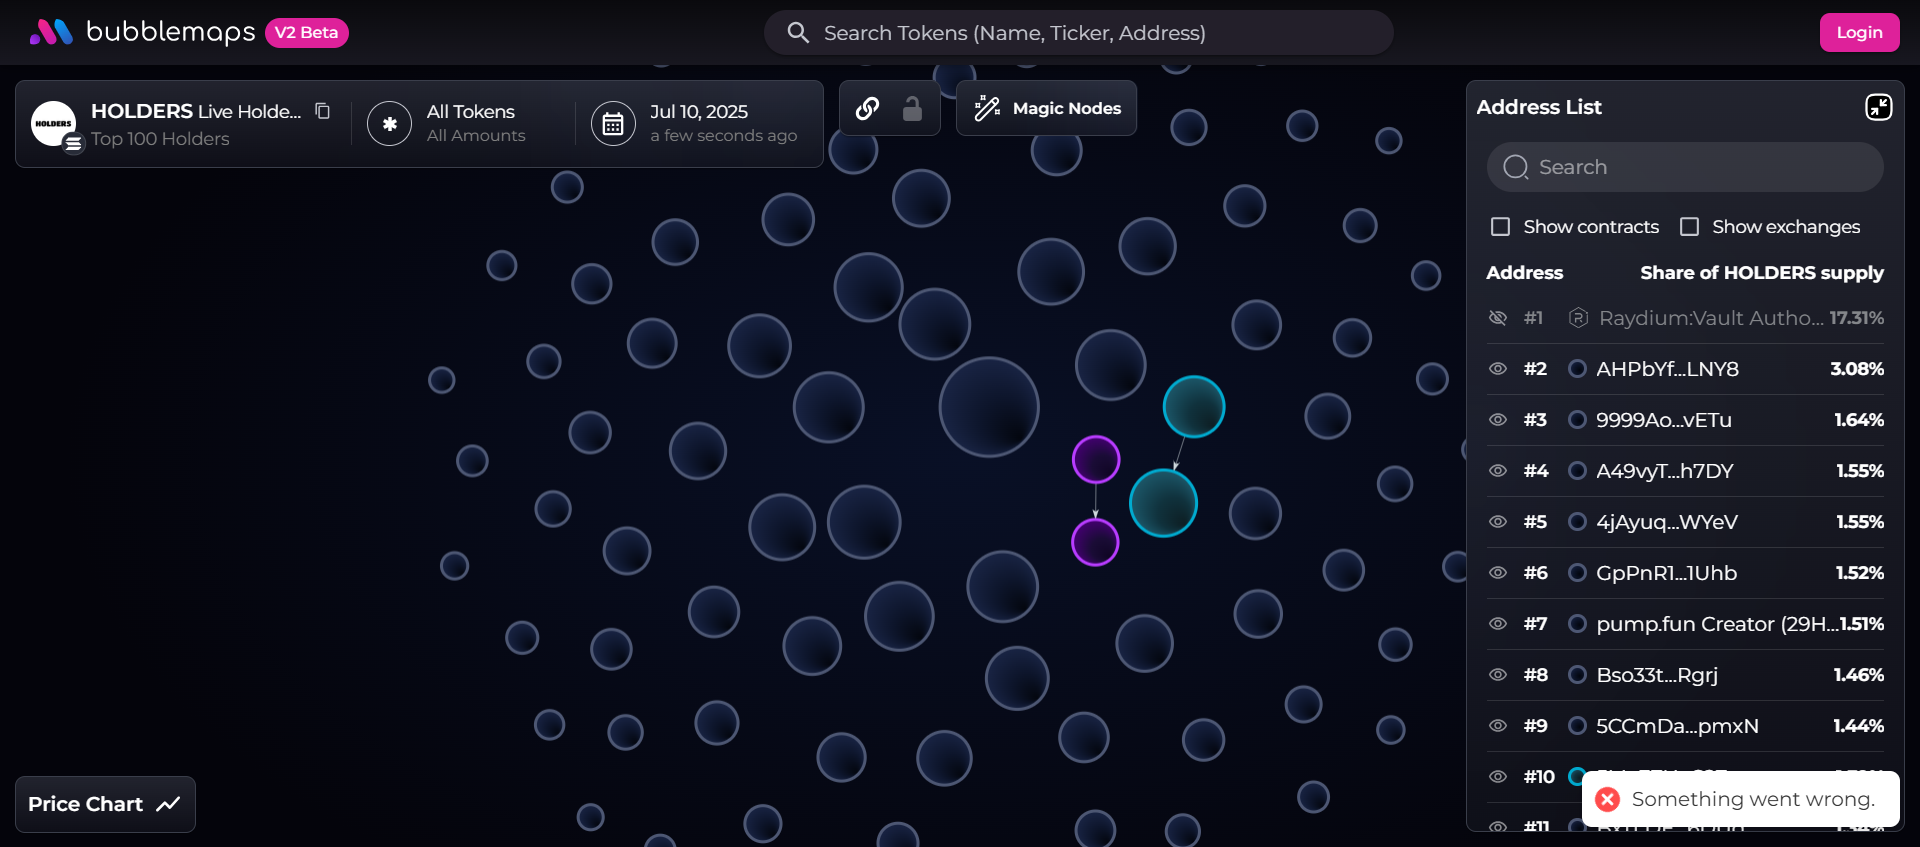 bubblemaps V2 Beta
Search Tokens (Name, Ticker, Address)
Login
HOLDERS
HOLDERS Live Holde...
Top 100 Holders
All Tokens
All Amounts
Jul 10, 2025
a few seconds ago
Magic Nodes
Address List
Search
Show contracts Show exchanges
Address Share of HOLDERS supply
#1 Raydium:Vault Autho... 17.31%
#2 AHPbYf...LNY8 3.08%
#3 9999Ao...vETu 1.64%
#4 A49vyT...h7DY 1.55%
#5 4jAyuq...WYeV 1.55%
#6 GpPnR1...1Uhb 1.52%
#7 pump.fun Creator (29H... 1.51%
#8 Bso33t...Rgrj 1.46%
#9 5CCmDa...pmxN 1.44%
#10
#11
Something went wrong.
Price Chart